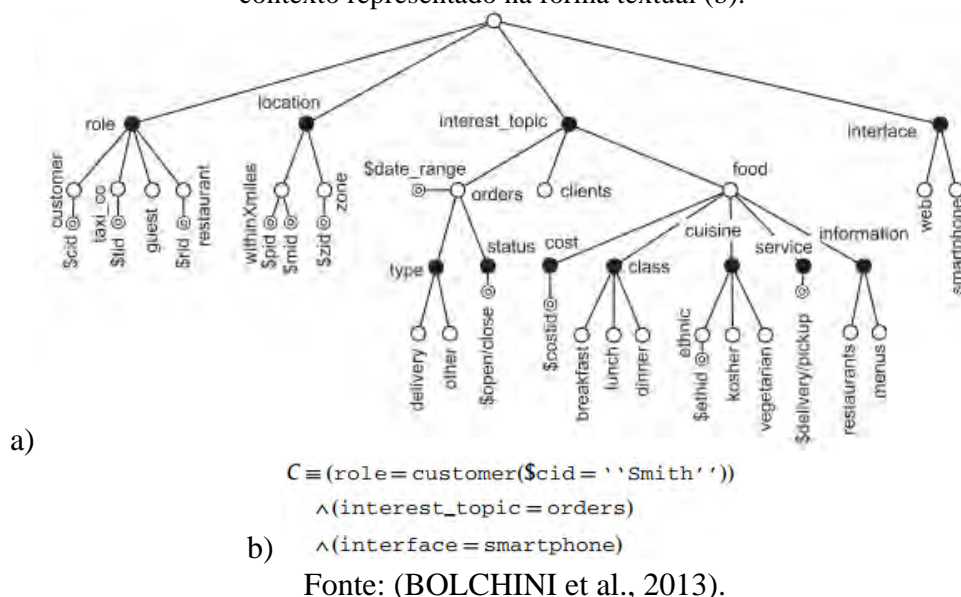 contexto representado na forma textual (b).
role
location
interest_topic
interface
customer
$cid
taxi_co
$tid
guest
$rid
restaurant
withinXmiles
$pid
$mid
$zid
zone
$date_range
orders
clients
food
type
status
cost
class
cuisine
service
information
web
smartphone
delivery
other
$open/close
$costid
breakfast
lunch
dinner
ethnic
$ethid
kosher
vegetarian
$delivery/pickup
restaurants
menus
a)
C≡(role=customer($cid=‘‘Smith’’))
∧(interest_topic=orders)
b) ∧(interface=smartphone)
Fonte: (BOLCHINI et al., 2013).